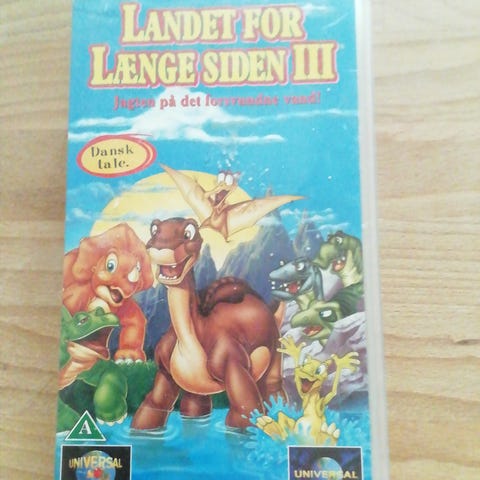 LANDET FOR
LÆNGE SIDEN III
Jagten på det forsvundne vand!
Dansk
tale.
A
UNIVERSAL
UNIVERSAL